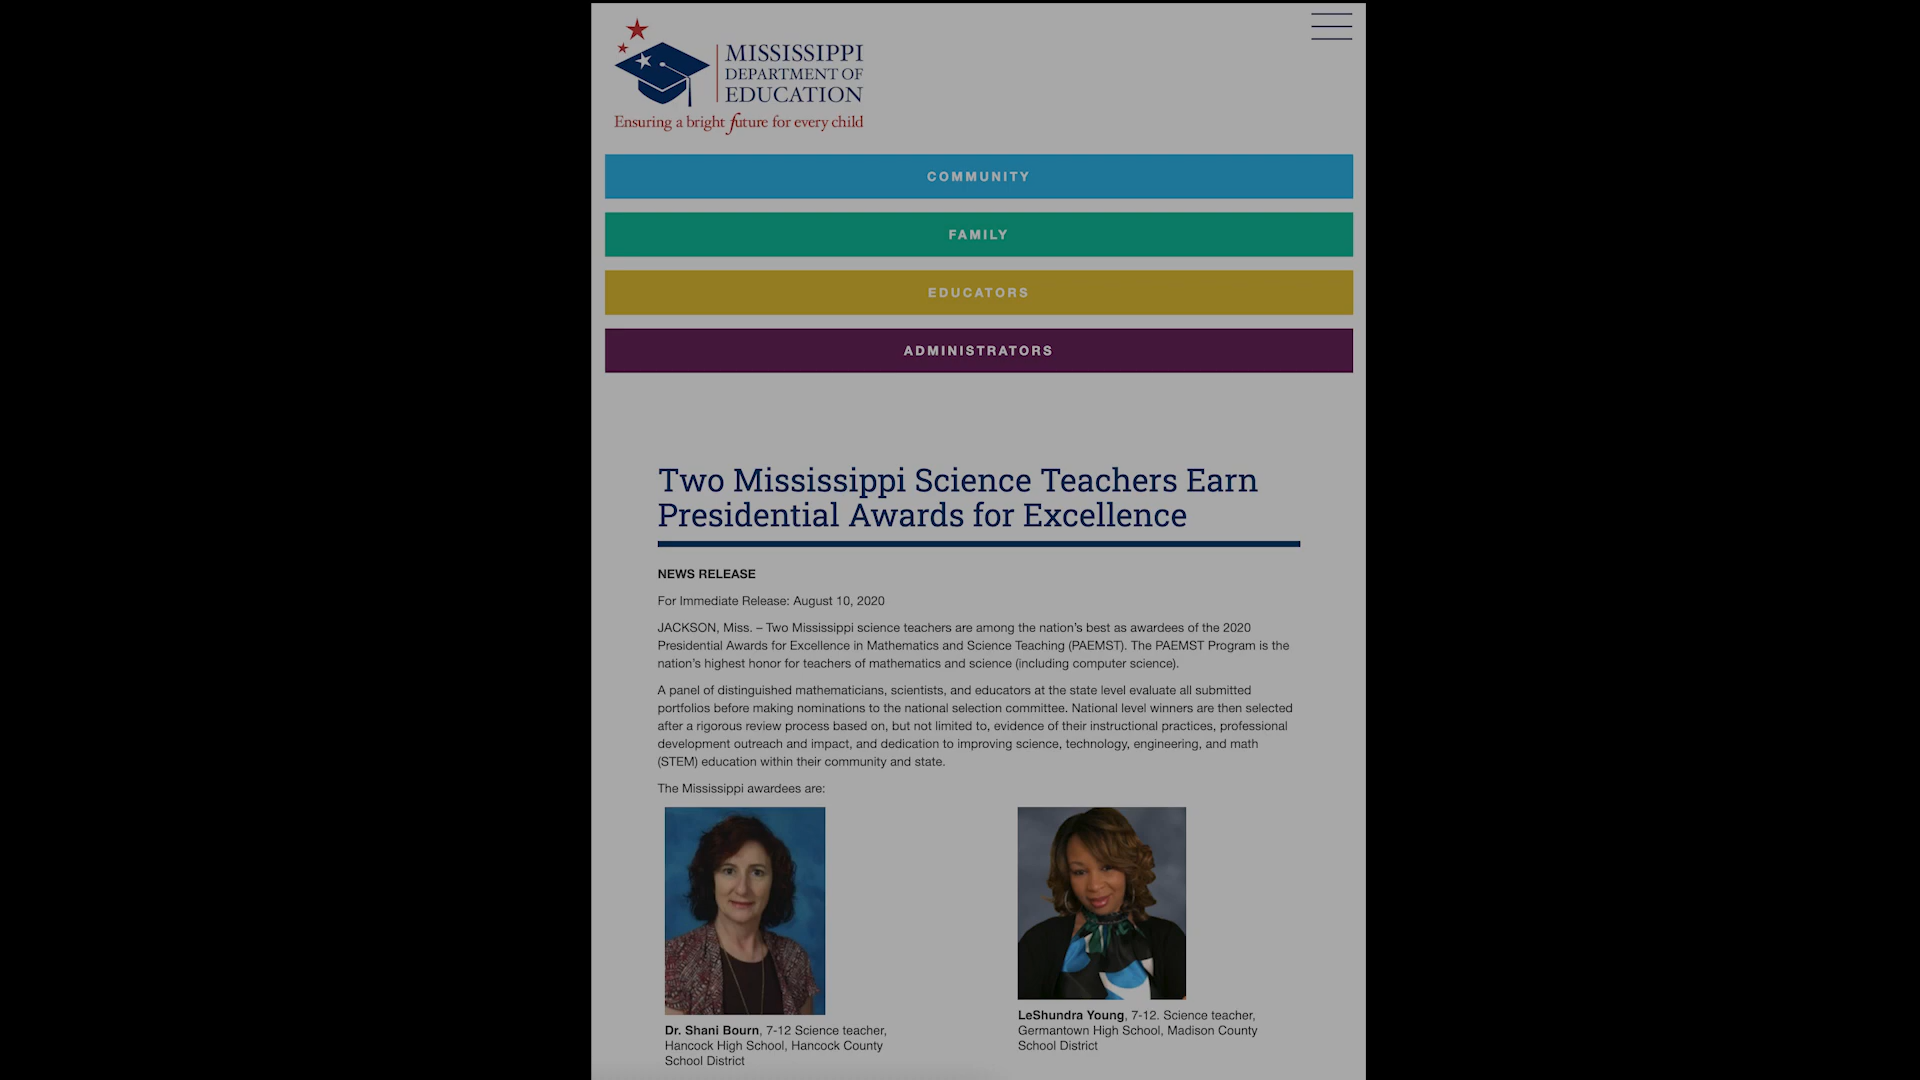 MISSISSIPPI
DEPARTMENT OF
EDUCATION
Ensuring a bright future for every child
COMMUNITY
FAMILY
EDUCATORS
ADMINISTRATORS
Two Mississippi Science Teachers Earn
Presidential Awards for Excellence
NEWS RELEASE
For Immediate Release: August 10, 2020
JACKSON, Miss. – Two Mississippi science teachers are among the nation’s best as awardees of the 2020
Presidential Awards for Excellence in Mathematics and Science Teaching (PAEMST). The PAEMST Program is the
nation’s highest honor for teachers of mathematics and science (including computer science).
A panel of distinguished mathematicians, scientists, and educators at the state level evaluate all submitted
portfolios before making nominations to the national selection committee. National level winners are then selected
after a rigorous review process based on, but not limited to, evidence of their instructional practices, professional
development outreach and impact, and dedication to improving science, technology, engineering, and math
(STEM) education within their community and state.
The Mississippi awardees are:
Dr. Shani Bourn, 7-12 Science teacher,
Hancock High School, Hancock County
School District
LeShundra Young, 7-12. Science teacher,
Germantown High School, Madison County
School District